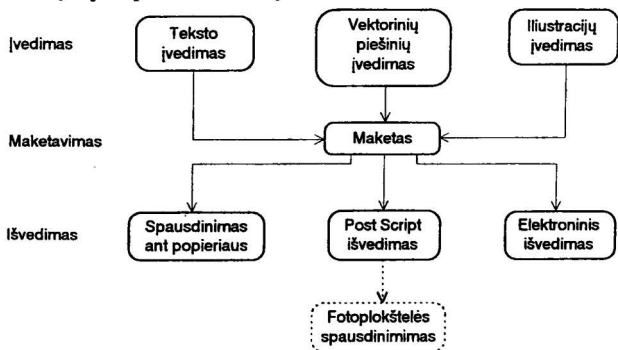 Įvedimas
Teksto
įvedimas
Vektorinių
piešinių
įvedimas
Iliustracijų
įvedimas
Maketavimas
Maketas
Išvedimas
Spausdinimas
ant popieriaus
Post Script
išvedimas
Elektroninis
išvedimas
Fotoplokštelės
spausdinimimas